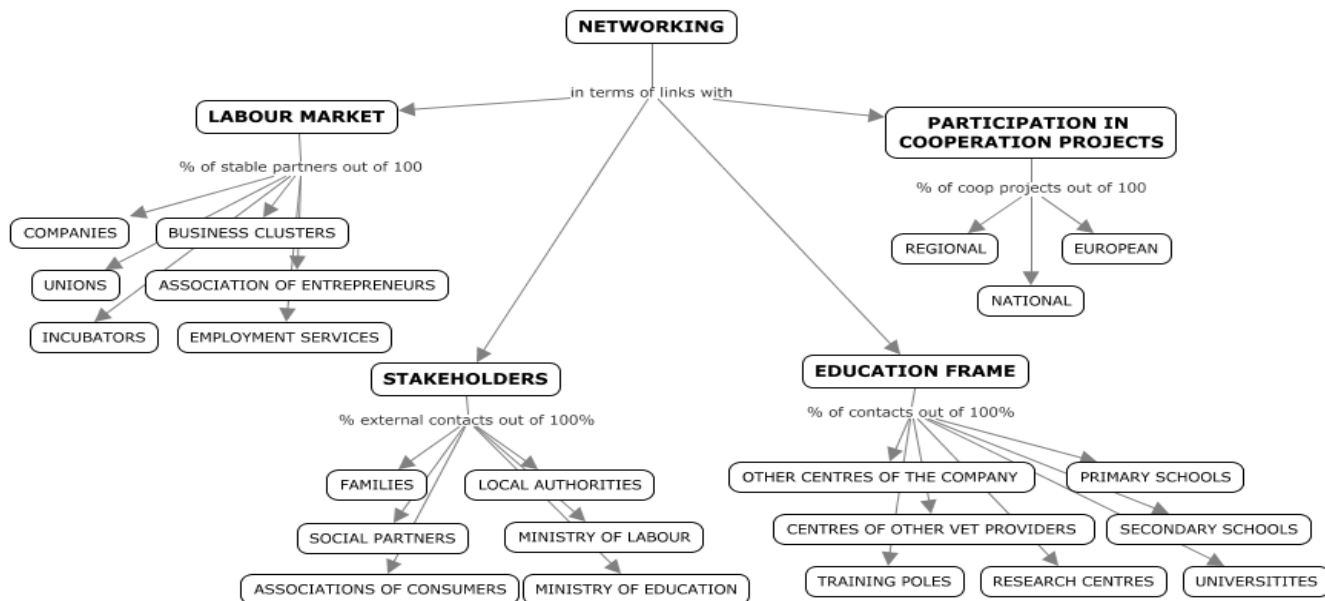 NETWORKING
in terms of links with
LABOUR MARKET
% of stable partners out of 100
COMPANIES
BUSINESS CLUSTERS
UNIONS
ASSOCIATION OF ENTREPRENEURS
INCUBATORS
EMPLOYMENT SERVICES
PARTICIPATION IN
COOPERATION PROJECTS
% of coop projects out of 100
REGIONAL
EUROPEAN
NATIONAL
STAKEHOLDERS
% external contacts out of 100%
FAMILIES
LOCAL AUTHORITIES
SOCIAL PARTNERS
MINISTRY OF LABOUR
ASSOCIATIONS OF CONSUMERS
MINISTRY OF EDUCATION
EDUCATION FRAME
% of contacts out of 100%
OTHER CENTRES OF THE COMPANY
PRIMARY SCHOOLS
CENTRES OF OTHER VET PROVIDERS
SECONDARY SCHOOLS
TRAINING POLES
RESEARCH CENTRES
UNIVERSITITES